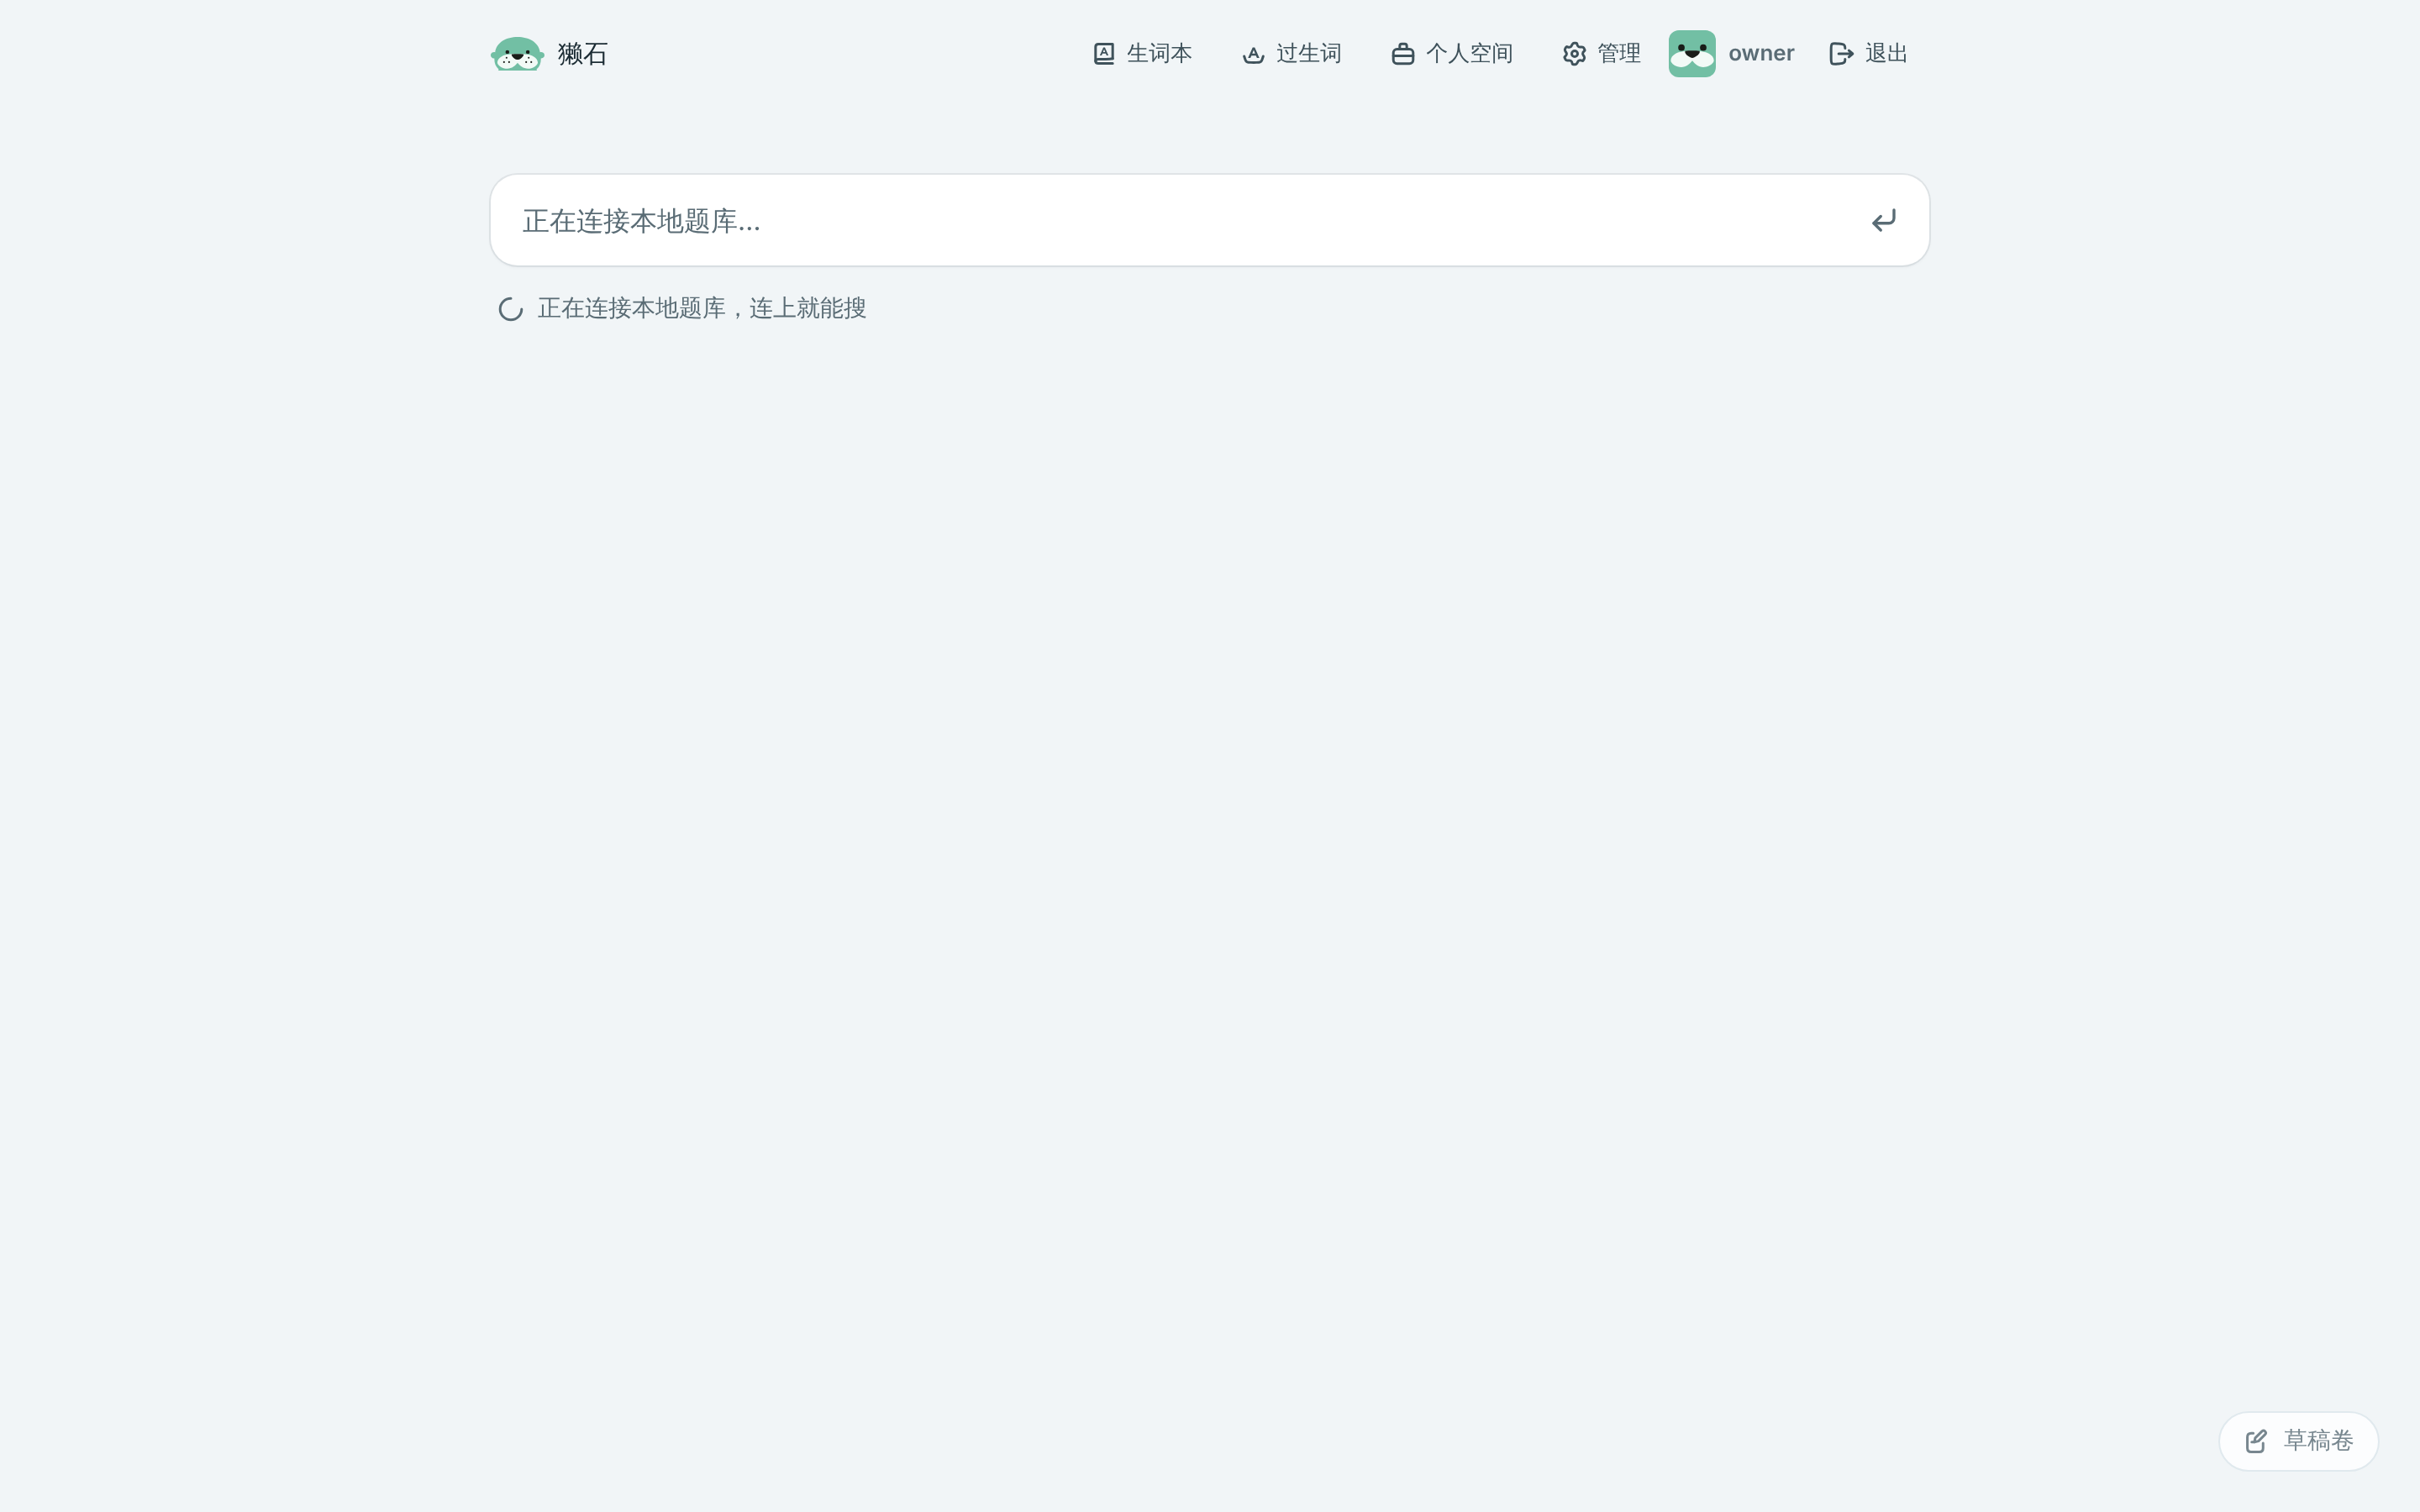 獭石
生词本
过生词
个人空间
管理
owner
退出
正在连接本地题库...
正在连接本地题库，连上就能搜
草稿卷